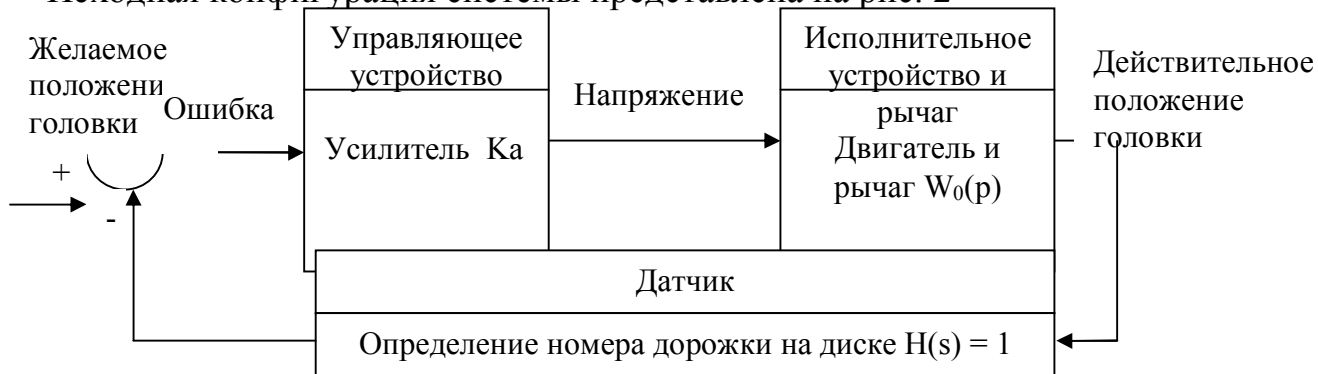 Исходная конфигурация системы представлена на рис. 2
Желаемое
положени
головки
Ошибка
+
-
Управляющее
устройство
Усилитель Ka
Напряжение
Исполнительное
устройство и
рычаг
Двигатель и
рычаг W₀(p)
Действительное
положение
головки
Датчик
Определение номера дорожки на диске H(s) = 1